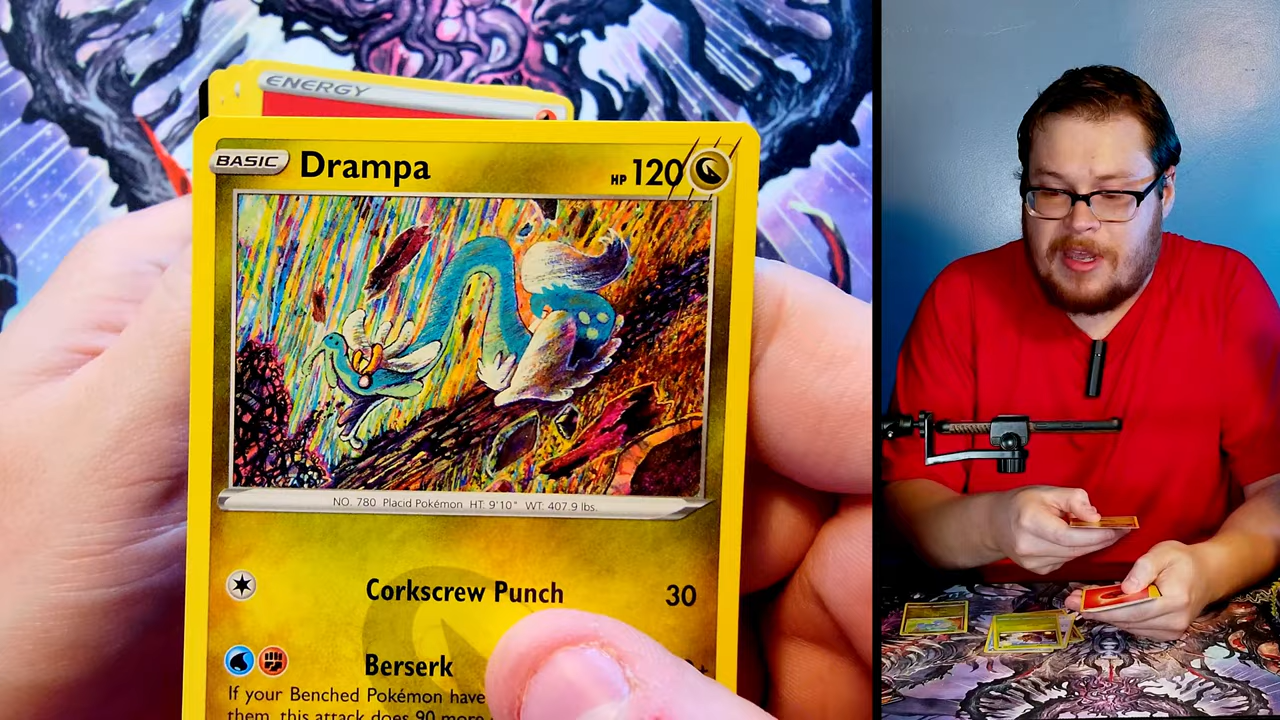 ENERGY
BASIC Drampa HP 120
NO. 780 Placid Pokémon HT: 9'10" WT: 407.9 lbs.
Corkscrew Punch 30
Berserk
If your Benched Pokémon have
them, this attack does 90 more